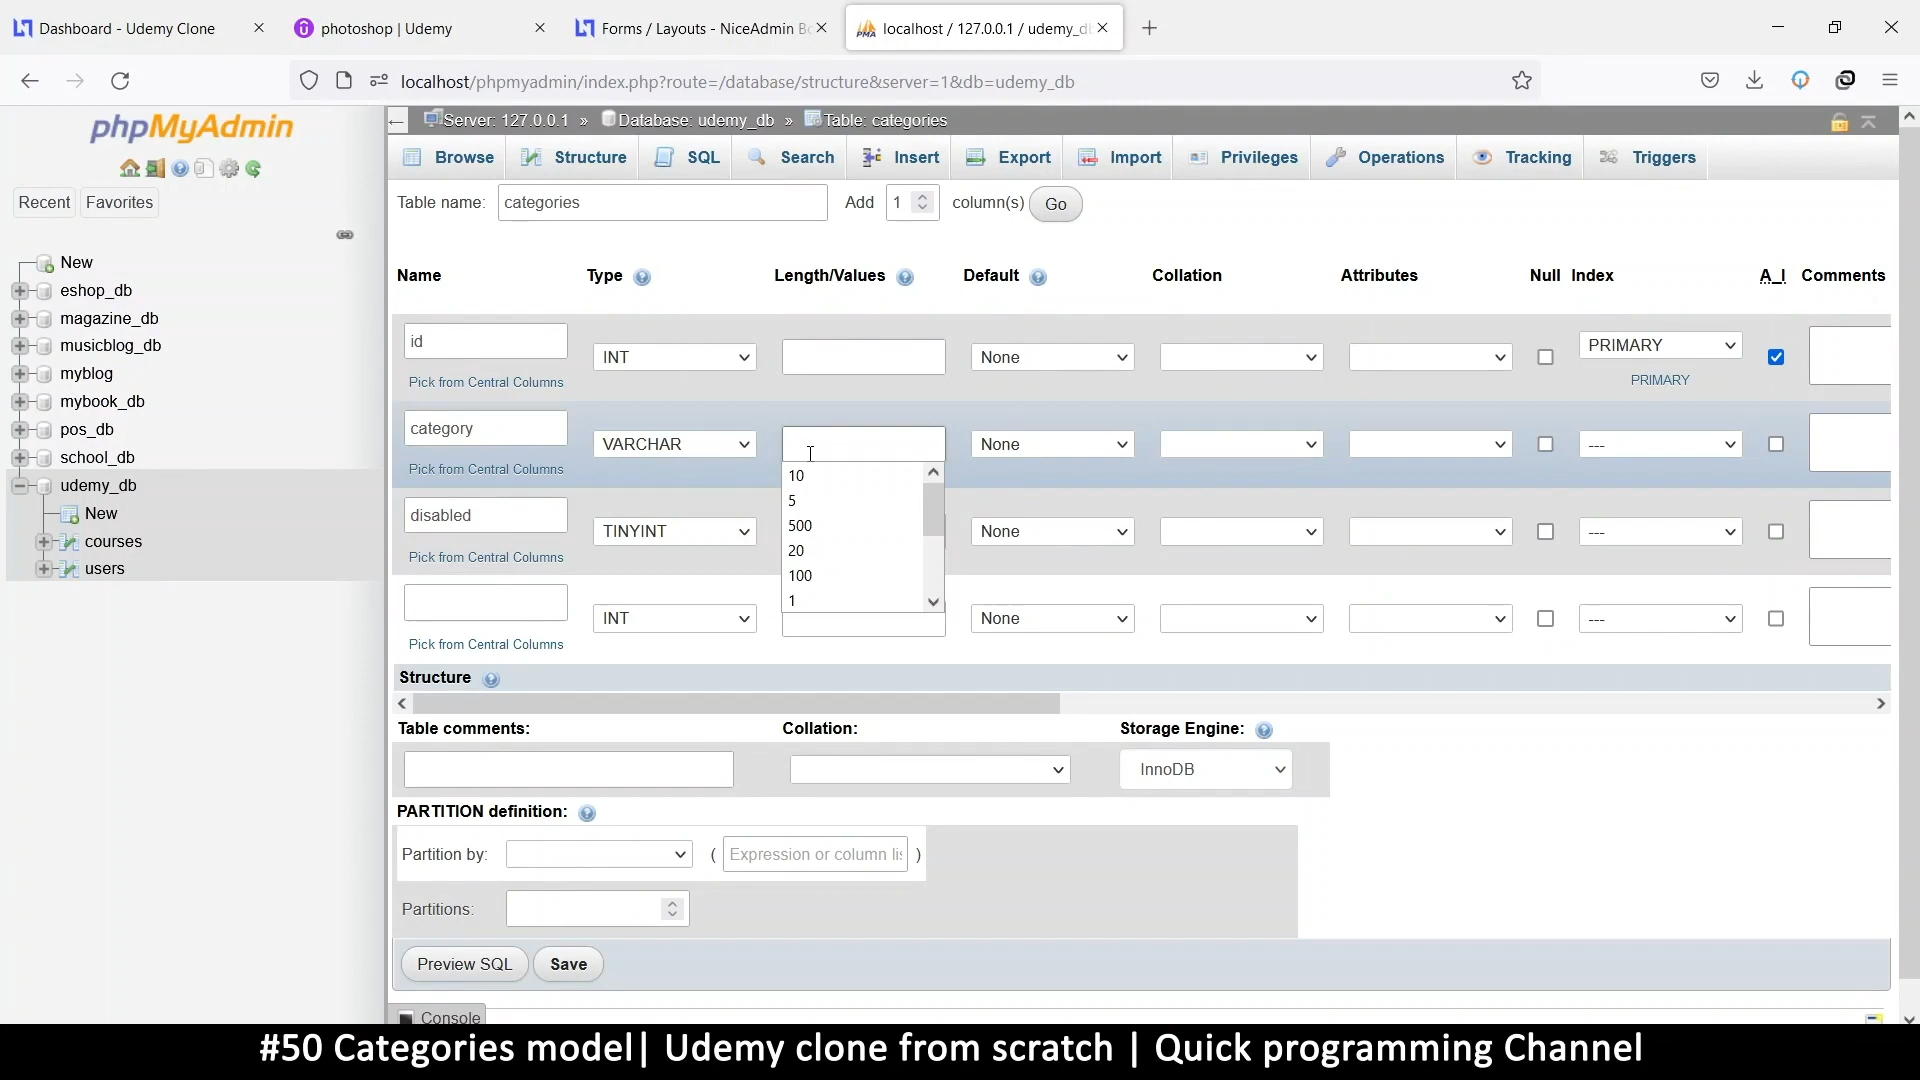 Dashboard - Udemy Clone
photoshop | Udemy
Forms / Layouts - NiceAdmin Bo
localhost / 127.0.0.1 / udemy_d
localhost/phpmyadmin/index.php?route=/database/structure&server=1&db=udemy_db
phpMyAdmin
Recent Favorites
New
eshop_db
magazine_db
musicblog_db
myblog
mybook_db
pos_db
school_db
udemy_db
New
courses
users
Server: 127.0.0.1 » Database: udemy_db » Table: categories
Browse Structure SQL Search Insert Export Import Privileges Operations Tracking Triggers
Table name: categories Add 1 column(s) Go
Name Type Length/Values Default Collation Attributes Null Index A_I Comments
id INT None PRIMARY
Pick from Central Columns PRIMARY
category VARCHAR None ---
Pick from Central Columns
10
5
500
20
100
1
disabled TINYINT None ---
Pick from Central Columns
INT None ---
Pick from Central Columns
Structure
Table comments: Collation: Storage Engine:
InnoDB
PARTITION definition:
Partition by: ( Expression or column lis )
Partitions:
Preview SQL Save
Console
#50 Categories model| Udemy clone from scratch | Quick programming Channel